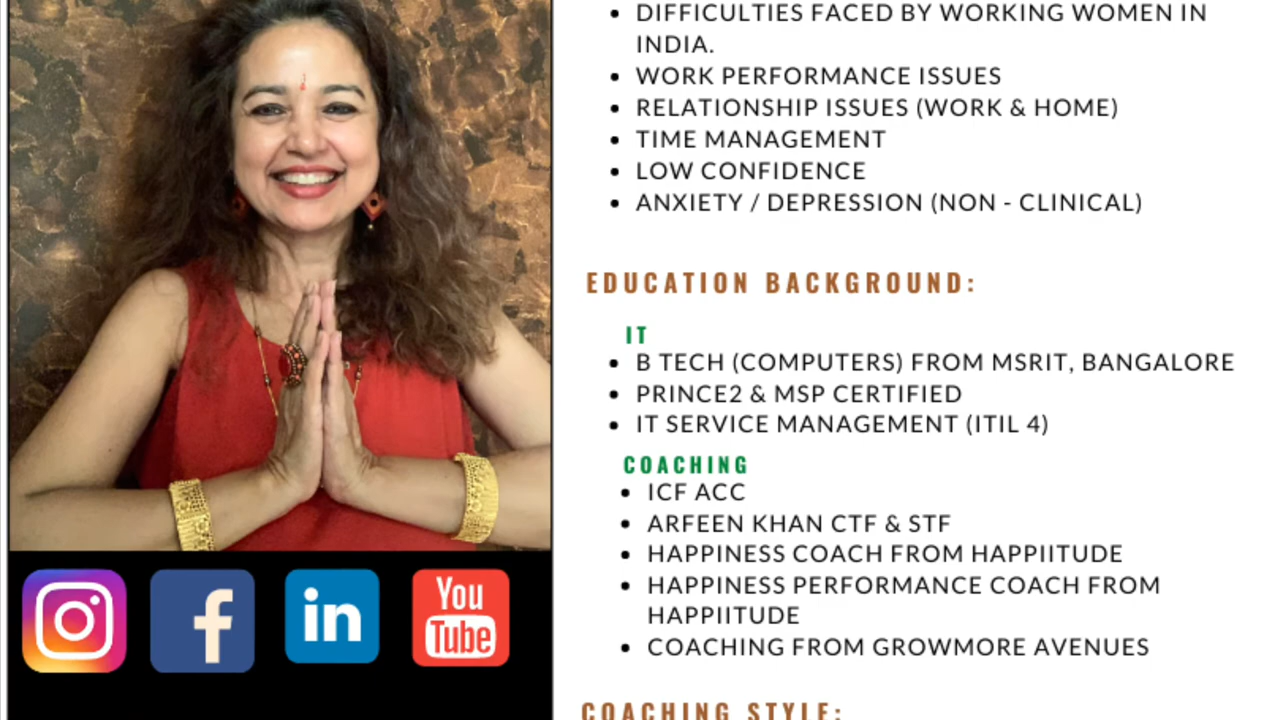 DIFFICULTIES FACED BY WORKING WOMEN IN
INDIA.
WORK PERFORMANCE ISSUES
RELATIONSHIP ISSUES (WORK & HOME)
TIME MANAGEMENT
LOW CONFIDENCE
ANXIETY / DEPRESSION (NON - CLINICAL)
EDUCATION BACKGROUND:
IT
B TECH (COMPUTERS) FROM MSRIT, BANGALORE
PRINCE2 & MSP CERTIFIED
IT SERVICE MANAGEMENT (ITIL 4)
COACHING
ICF ACC
ARFEEN KHAN CTF & STF
HAPPINESS COACH FROM HAPPIITUDE
HAPPINESS PERFORMANCE COACH FROM
HAPPIITUDE
COACHING FROM GROWMORE AVENUES
COACHING STYLE:
f
in
You
Tube